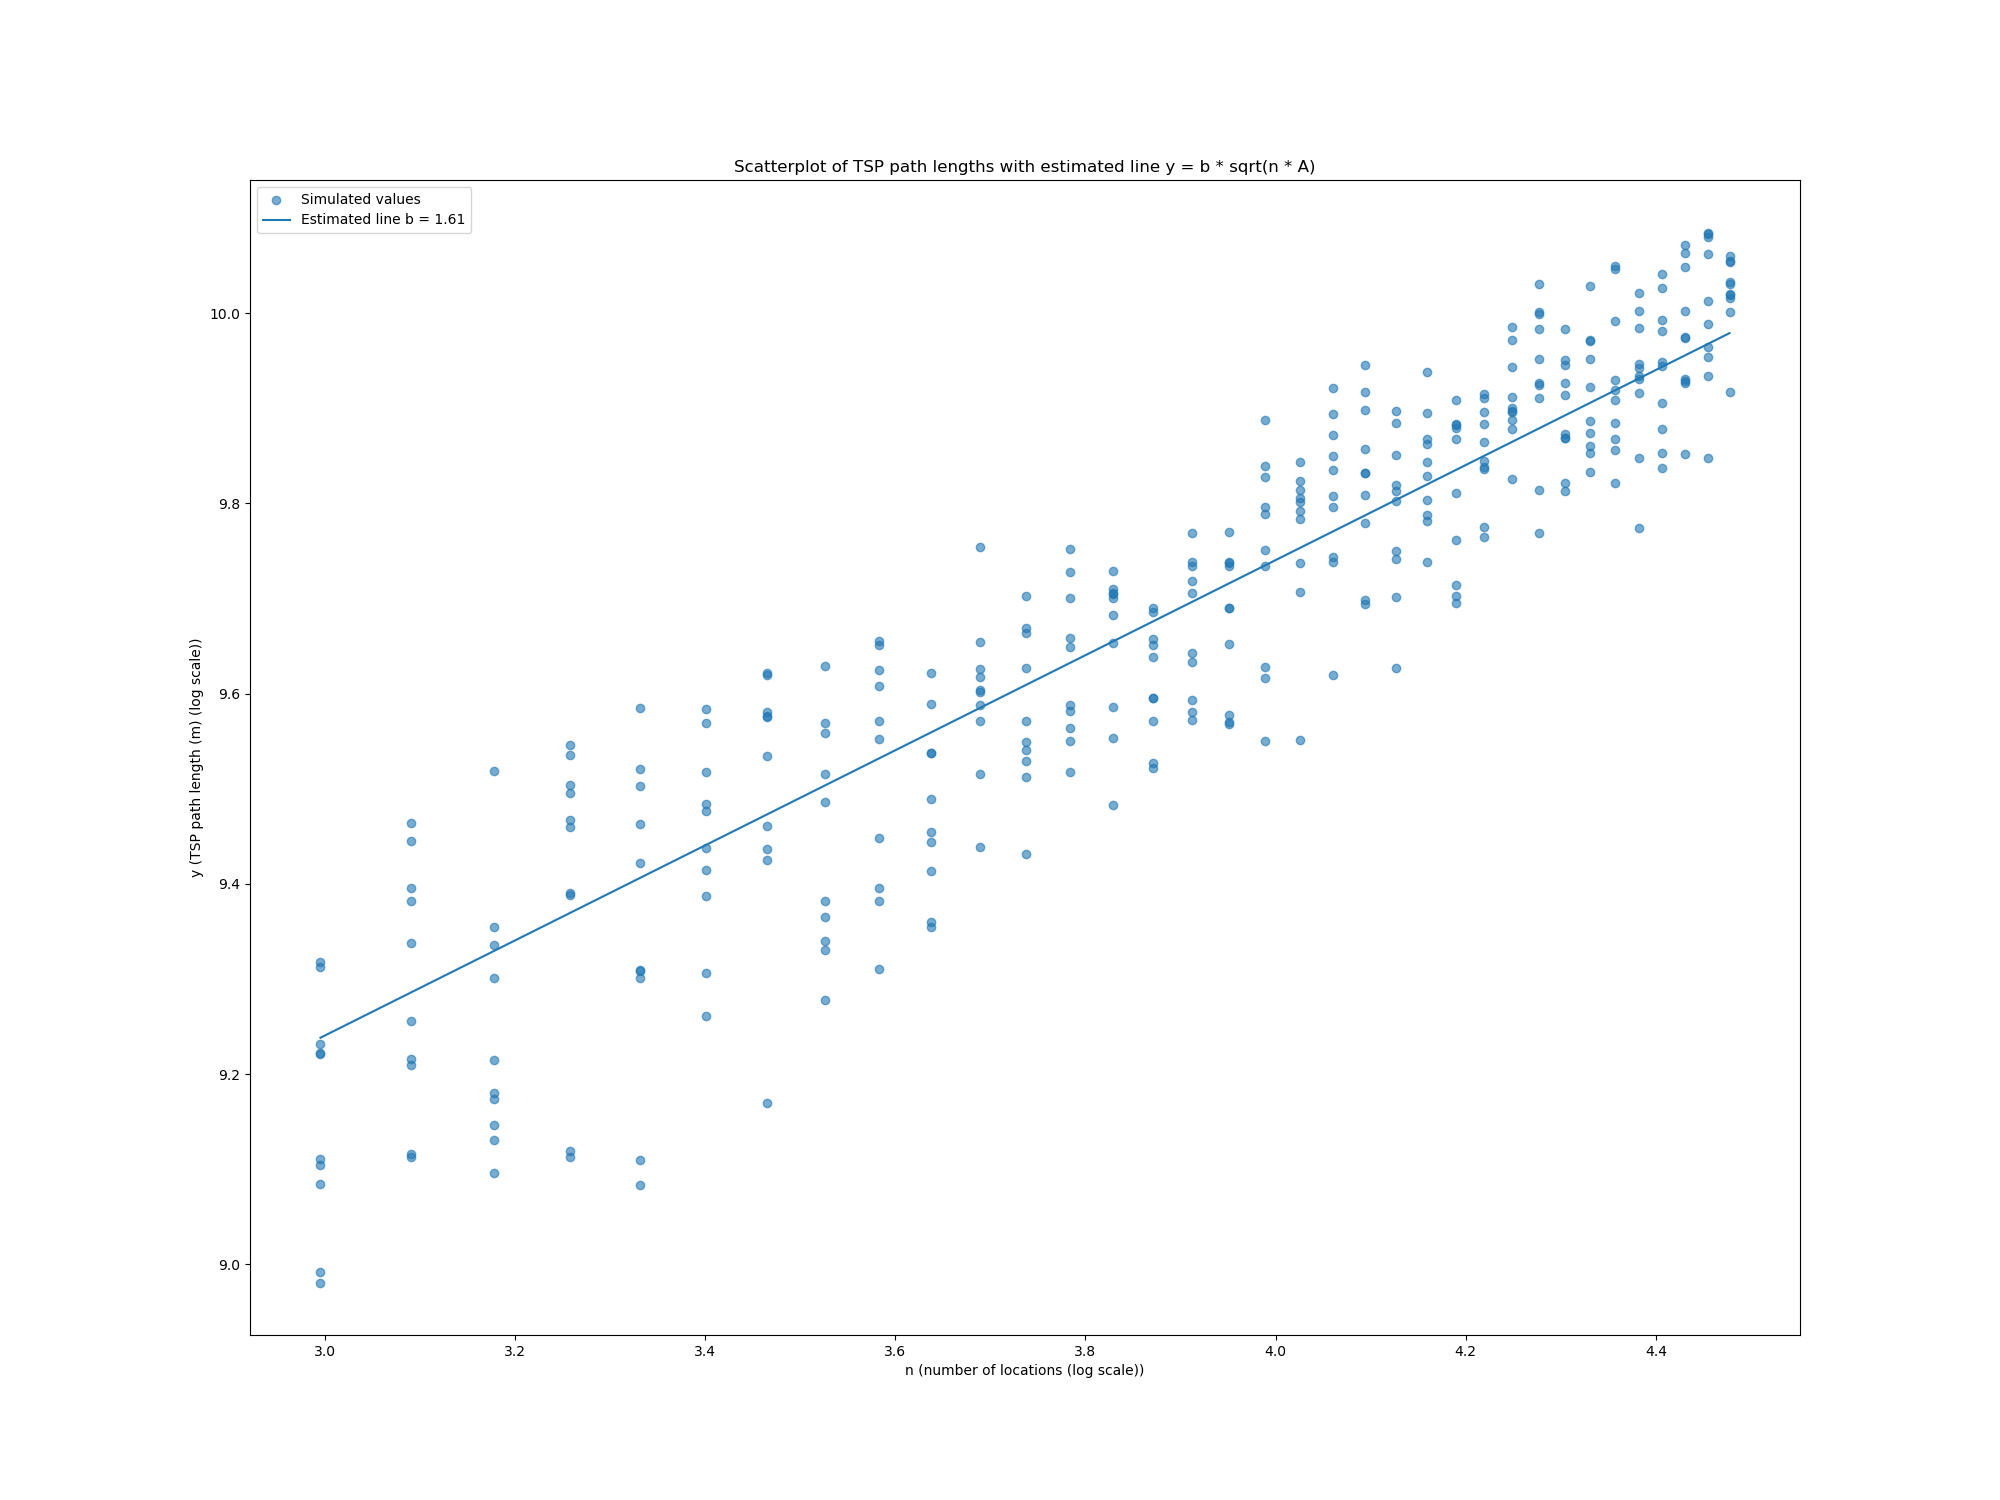 Scatterplot of TSP path lengths with estimated line y = b * sqrt(n * A)
Simulated values
Estimated line b = 1.61
10.0
9.8
9.6
9.4
9.2
9.0
y (TSP path length (m) (log scale))
3.0 3.2 3.4 3.6 3.8 4.0 4.2 4.4
n (number of locations (log scale))